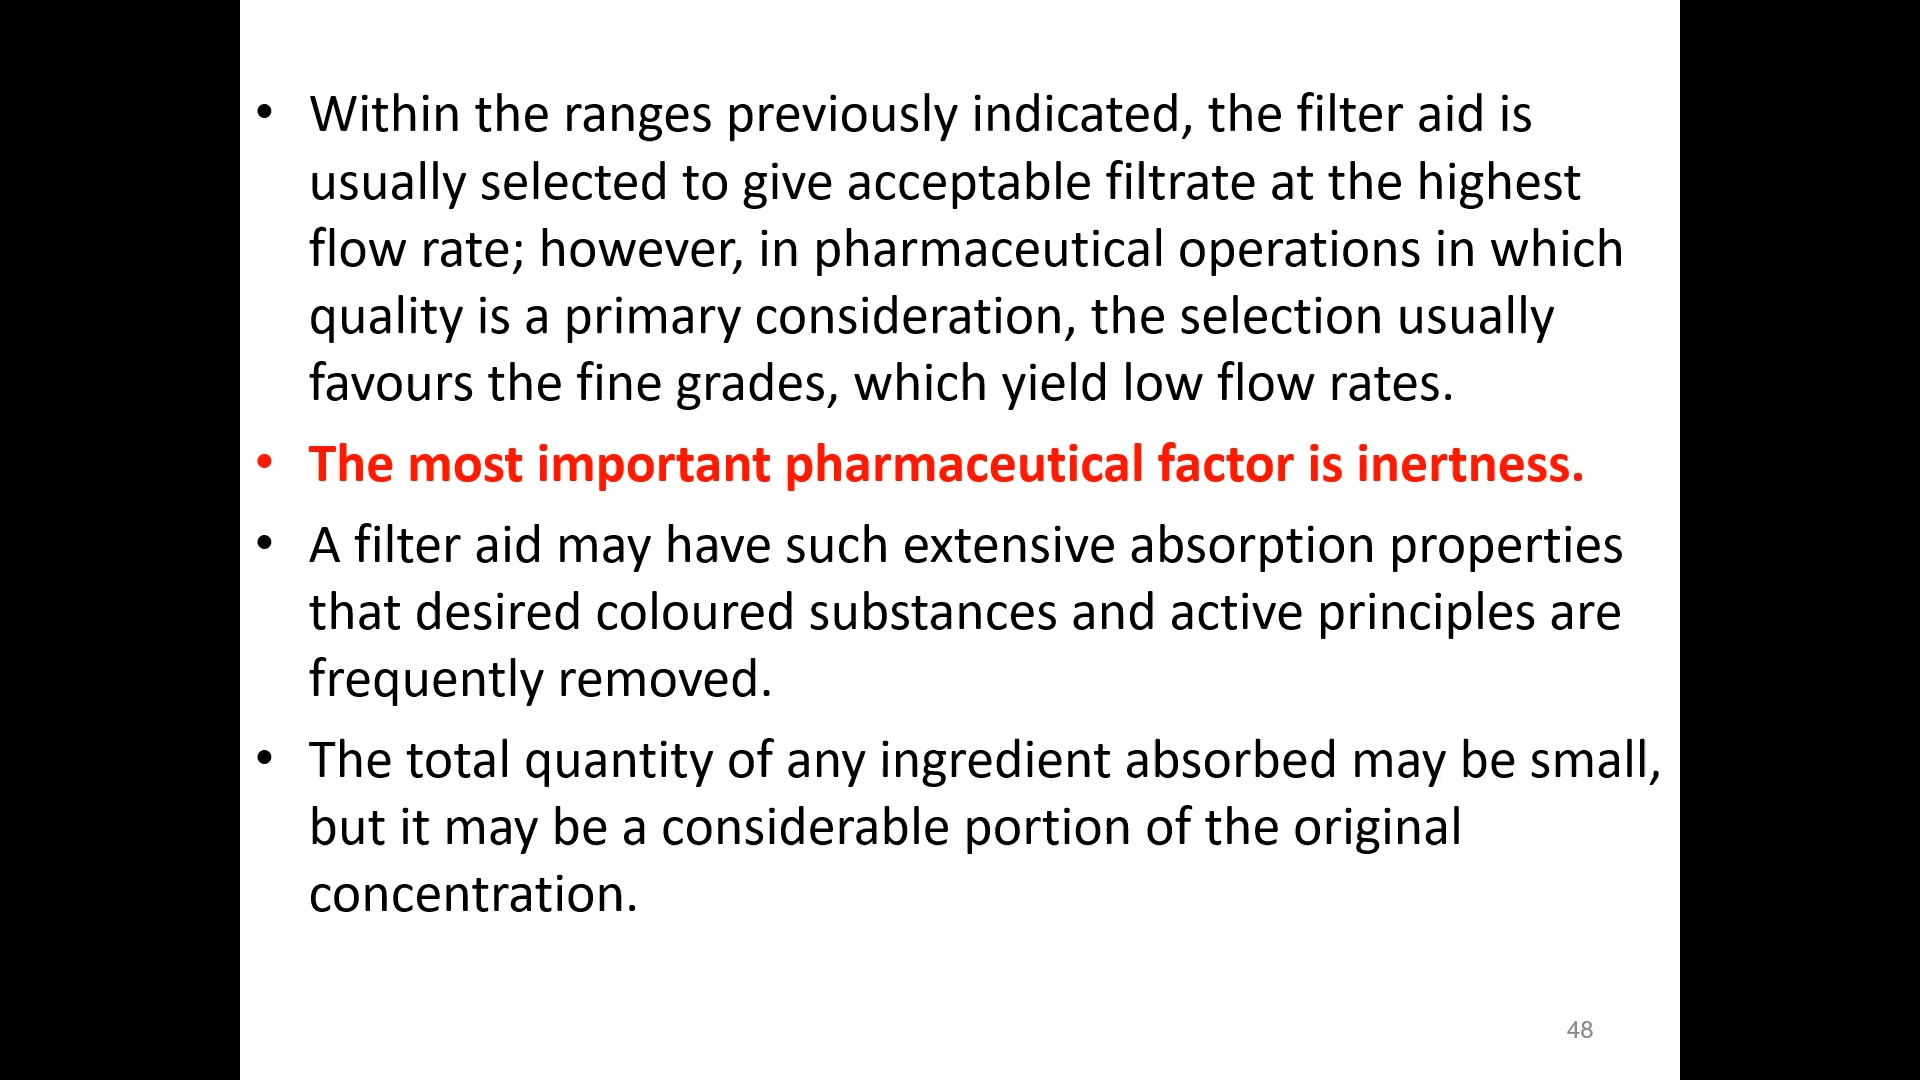 • Within the ranges previously indicated, the filter aid is
usually selected to give acceptable filtrate at the highest
flow rate; however, in pharmaceutical operations in which
quality is a primary consideration, the selection usually
favours the fine grades, which yield low flow rates.
• The most important pharmaceutical factor is inertness.
• A filter aid may have such extensive absorption properties
that desired coloured substances and active principles are
frequently removed.
• The total quantity of any ingredient absorbed may be small,
but it may be a considerable portion of the original
concentration.
48